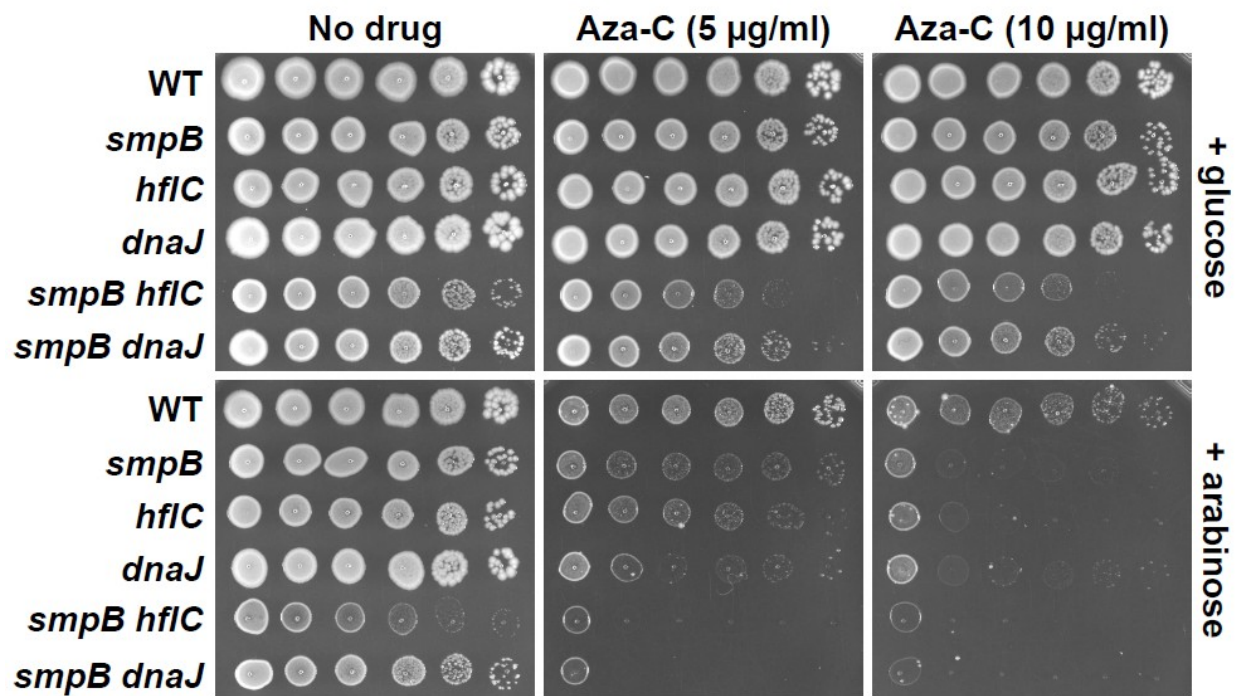 No drug
Aza-C (5 µg/ml)
Aza-C (10 µg/ml)
WT
smpB
hflC
dnaJ
smpB hflC
smpB dnaJ
+ glucose
WT
smpB
hflC
dnaJ
smpB hflC
smpB dnaJ
+ arabinose